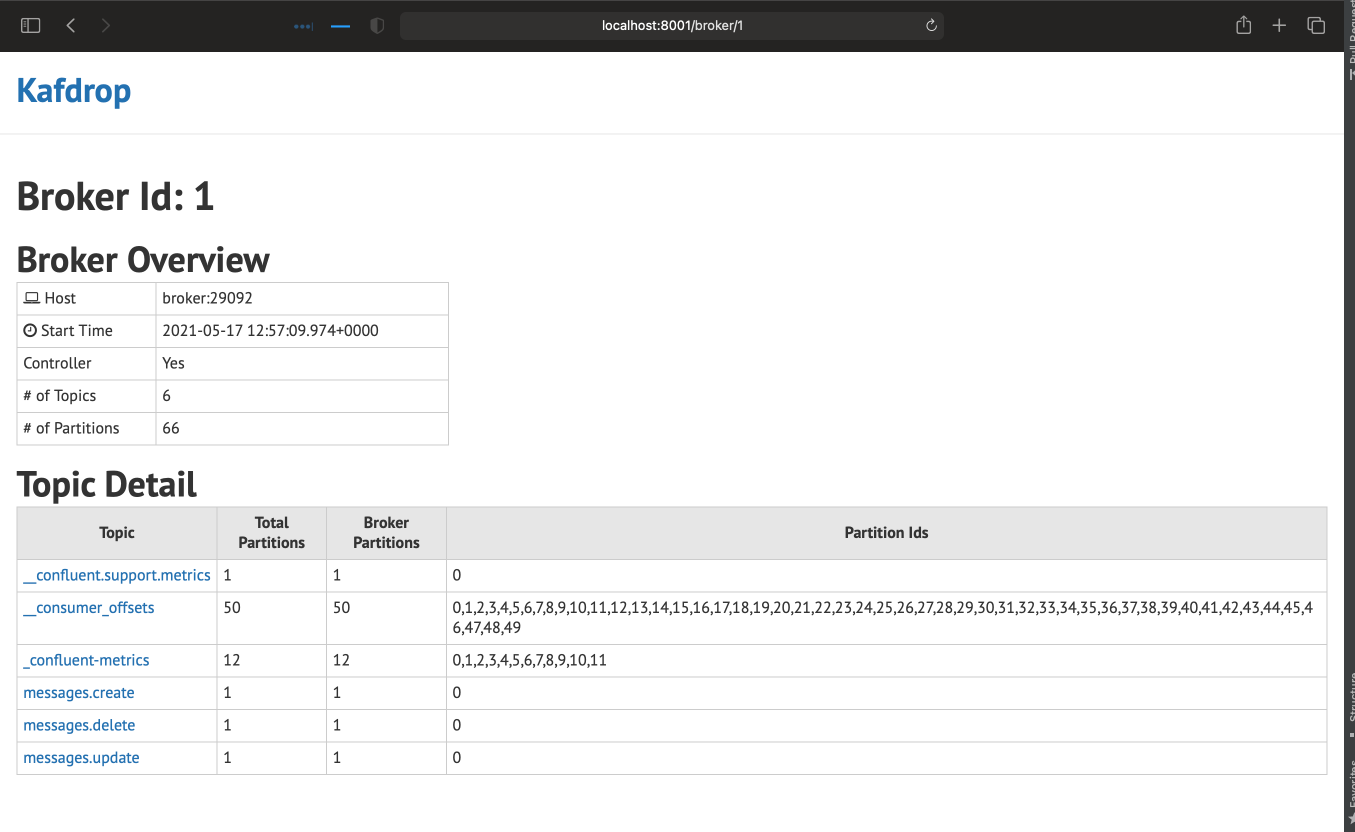 localhost:8001/broker/1
Kafdrop
Broker Id: 1
Broker Overview
Host broker:29092
Start Time 2021-05-17 12:57:09.974+0000
Controller Yes
# of Topics 6
# of Partitions 66
Topic Detail
Topic Total Partitions Broker Partitions Partition Ids
__confluent.support.metrics 1 1 0
__consumer_offsets 50 50 0,1,2,3,4,5,6,7,8,9,10,11,12,13,14,15,16,17,18,19,20,21,22,23,24,25,26,27,28,29,30,31,32,33,34,35,36,37,38,39,40,41,42,43,44,45,4
6,47,48,49
_confluent-metrics 12 12 0,1,2,3,4,5,6,7,8,9,10,11
messages.create 1 1 0
messages.delete 1 1 0
messages.update 1 1 0
Structure
Favorites